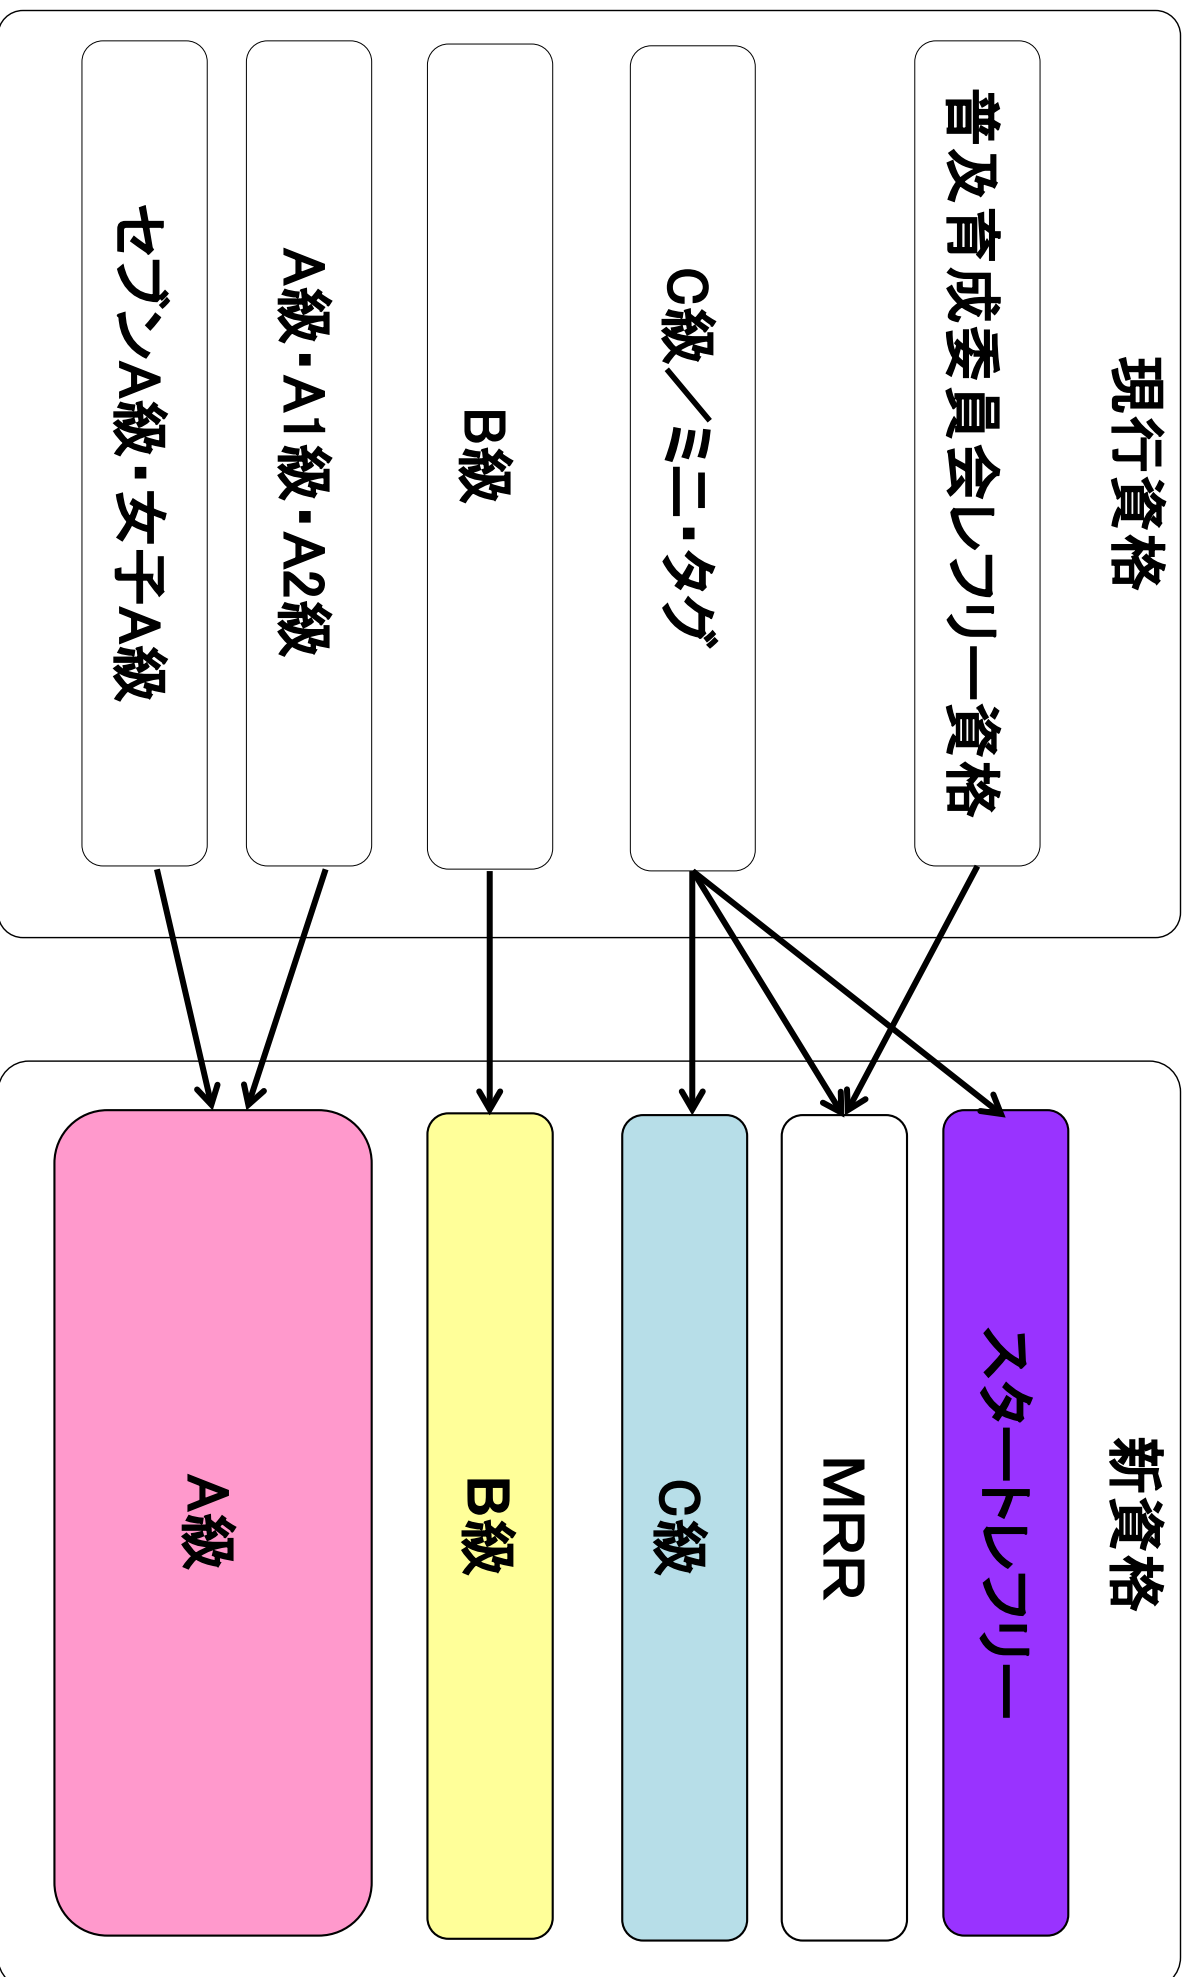 現行資格
普及育成委員会レフリー資格
C級／ミニ・タグ
B級
A級・A1級・A2級
セブンA級・女子A級
新資格
スタートレフリー
MRR
C級
B級
A級